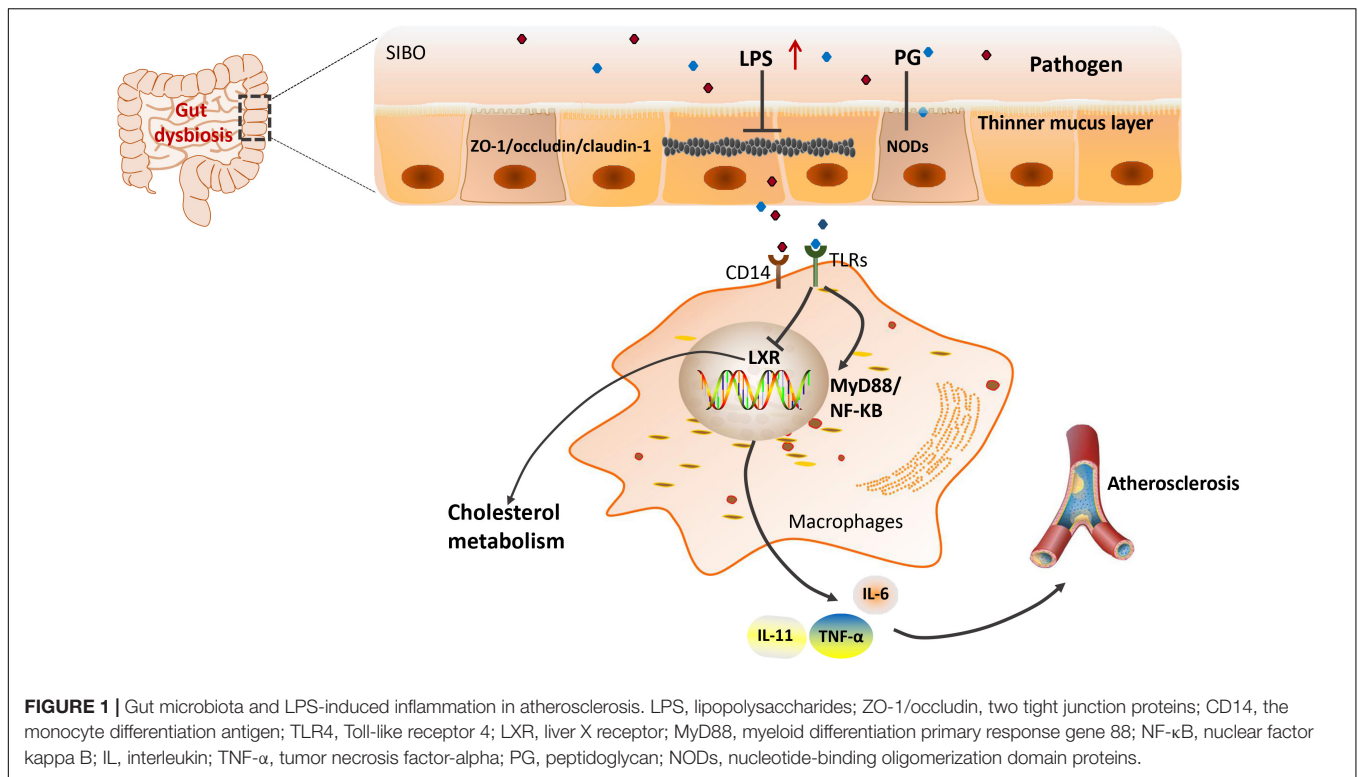 SIBO
LPS
PG
Pathogen
Gut
dysbiosis
Thinner mucus layer
ZO-1/occludin/claudin-1
NODs
CD14
TLRs
LXR
MyD88/
NF-KB
Cholesterol
metabolism
Macrophages
Atherosclerosis
IL-6
IL-11
TNF-α
FIGURE 1 | Gut microbiota and LPS-induced inflammation in atherosclerosis. LPS, lipopolysaccharides; ZO-1/occludin, two tight junction proteins; CD14, the
monocyte differentiation antigen; TLR4, Toll-like receptor 4; LXR, liver X receptor; MyD88, myeloid differentiation primary response gene 88; NF-κB, nuclear factor
kappa B; IL, interleukin; TNF-α, tumor necrosis factor-alpha; PG, peptidoglycan; NODs, nucleotide-binding oligomerization domain proteins.